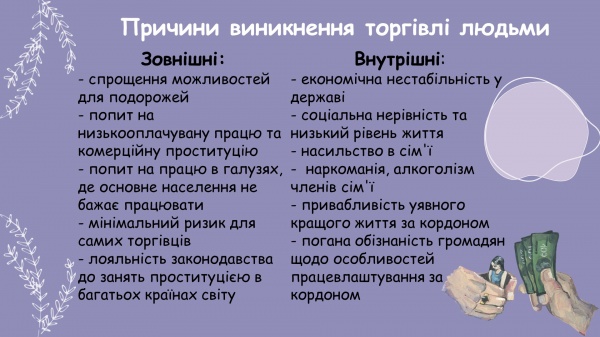 Причини виникнення торгівлі людьми
Зовнішні:
- спрощення можливостей
для подорожей
- попит на
низькооплачувану працю та
комерційну проституцію
- попит на працю в галузях,
де основне населення не
бажає працювати
- мінімальний ризик для
самих торгівців
- лояльність законодавства
до занять проституцією в
багатьох країнах світу
Внутрішні:
- економічна нестабільність у
державі
- соціальна нерівність та
низький рівень життя
- насильство в сім'ї
- наркоманія, алкоголізм
членів сім'ї
- привабливість уявного
кращого життя за кордоном
- погана обізнаність громадян
щодо особливостей
працевлаштування за
кордоном